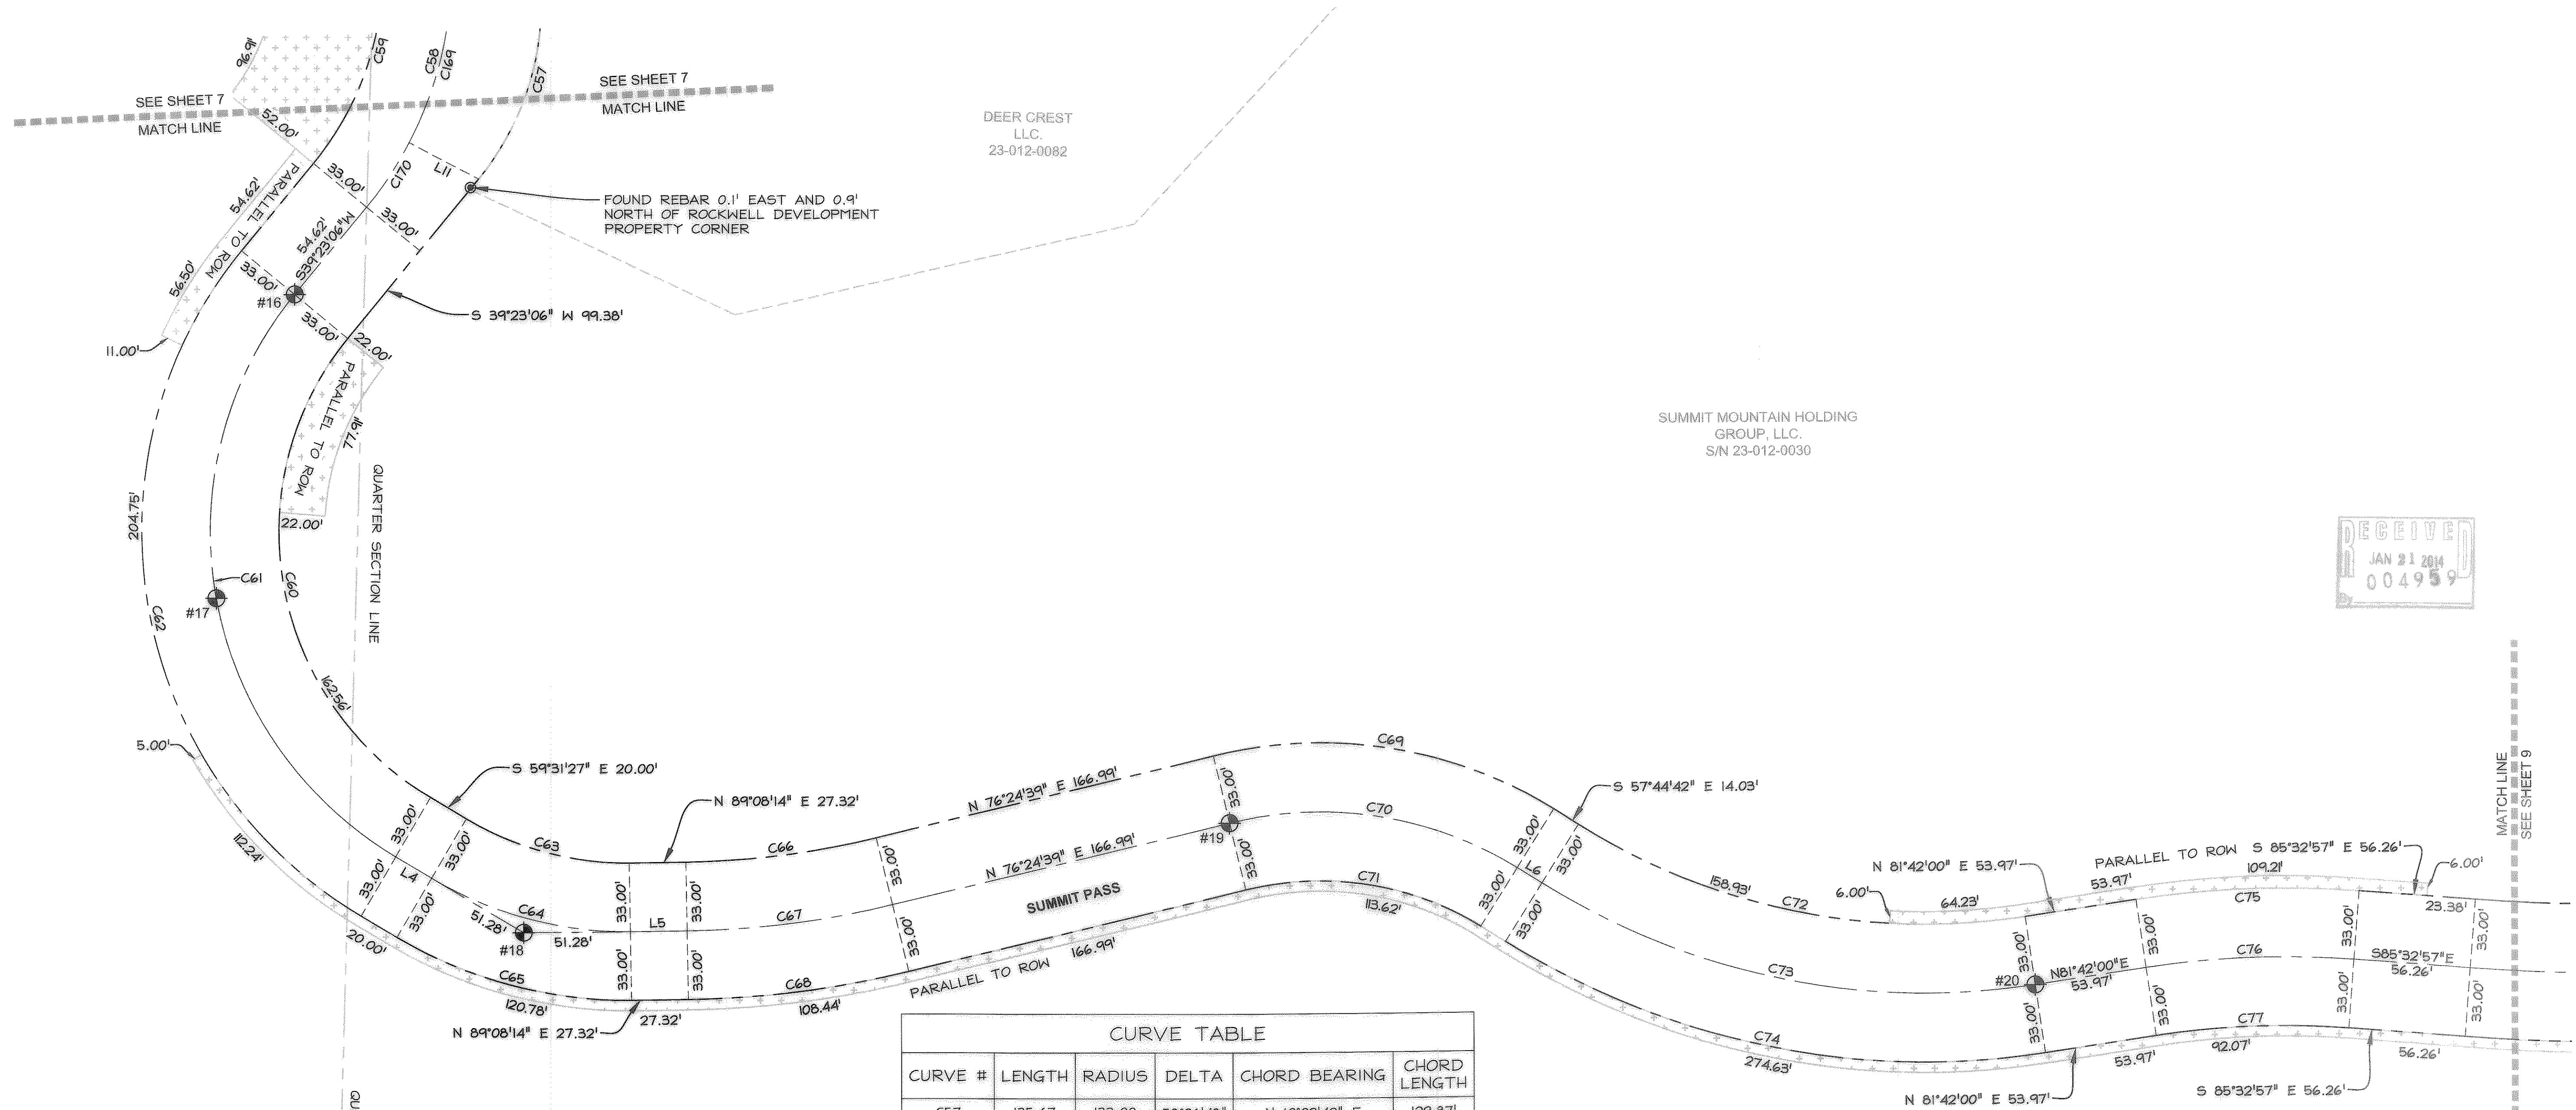 96.91'
C59
C58
C169
C57
SEE SHEET 7
MATCH LINE
SEE SHEET 7
MATCH LINE
52.00'
PARALLEL TO ROW
33.00'
C170
L11
54.62'
54.62'
S39°23'06"W
33.00'
FOUND REBAR 0.1' EAST AND 0.9'
NORTH OF ROCKWELL DEVELOPMENT
PROPERTY CORNER
DEER CREST
LLC.
23-012-0082
56.50'
33.00'
#16
33.00'
S 39°23'06" W 99.38'
11.00'
22.00'
PARALLEL TO ROW
77.91'
22.00'
QUARTER SECTION LINE
204.75'
C61
C60
#17
C62
162.56'
SUMMIT MOUNTAIN HOLDING
GROUP, LLC.
S/N 23-012-0030
RECEIVED
JAN 21 2014
004959
By
5.00'
S 59°31'27" E 20.00'
N 89°08'14" E 27.32'
112.24'
33.00'
33.00'
33.00'
L4
33.00'
C63
C66
C64
51.28'
51.28'
#18
20.00'
C65
120.78'
33.00'
33.00'
L5
33.00'
33.00'
C67
C68
27.32'
108.44'
N 89°08'14" E 27.32'
33.00'
33.00'
N 76°24'39" E 166.99'
N 76°24'39" E 166.99'
SUMMIT PASS
PARALLEL TO ROW
166.99'
33.00'
#19
33.00'
C69
C70
C71
113.62'
S 57°44'42" E 14.03'
33.00'
33.00'
L6
33.00'
33.00'
158.93'
C72
C73
C74
274.63'
6.00'
64.23'
N 81°42'00" E 53.97'
53.97'
PARALLEL TO ROW
S 85°32'57" E 56.26'
109.21'
6.00'
C75
23.38'
33.00'
33.00'
33.00'
33.00'
#20
N81°42'00"E
53.97'
C76
S85°32'57"E
56.26'
33.00'
33.00'
33.00'
33.00'
C77
53.97'
92.07'
56.26'
N 81°42'00" E 53.97'
S 85°32'57" E 56.26'
MATCH LINE
SEE SHEET 9
CURVE TABLE
CURVE # LENGTH RADIUS DELTA CHORD BEARING CHORD LENGTH
QU